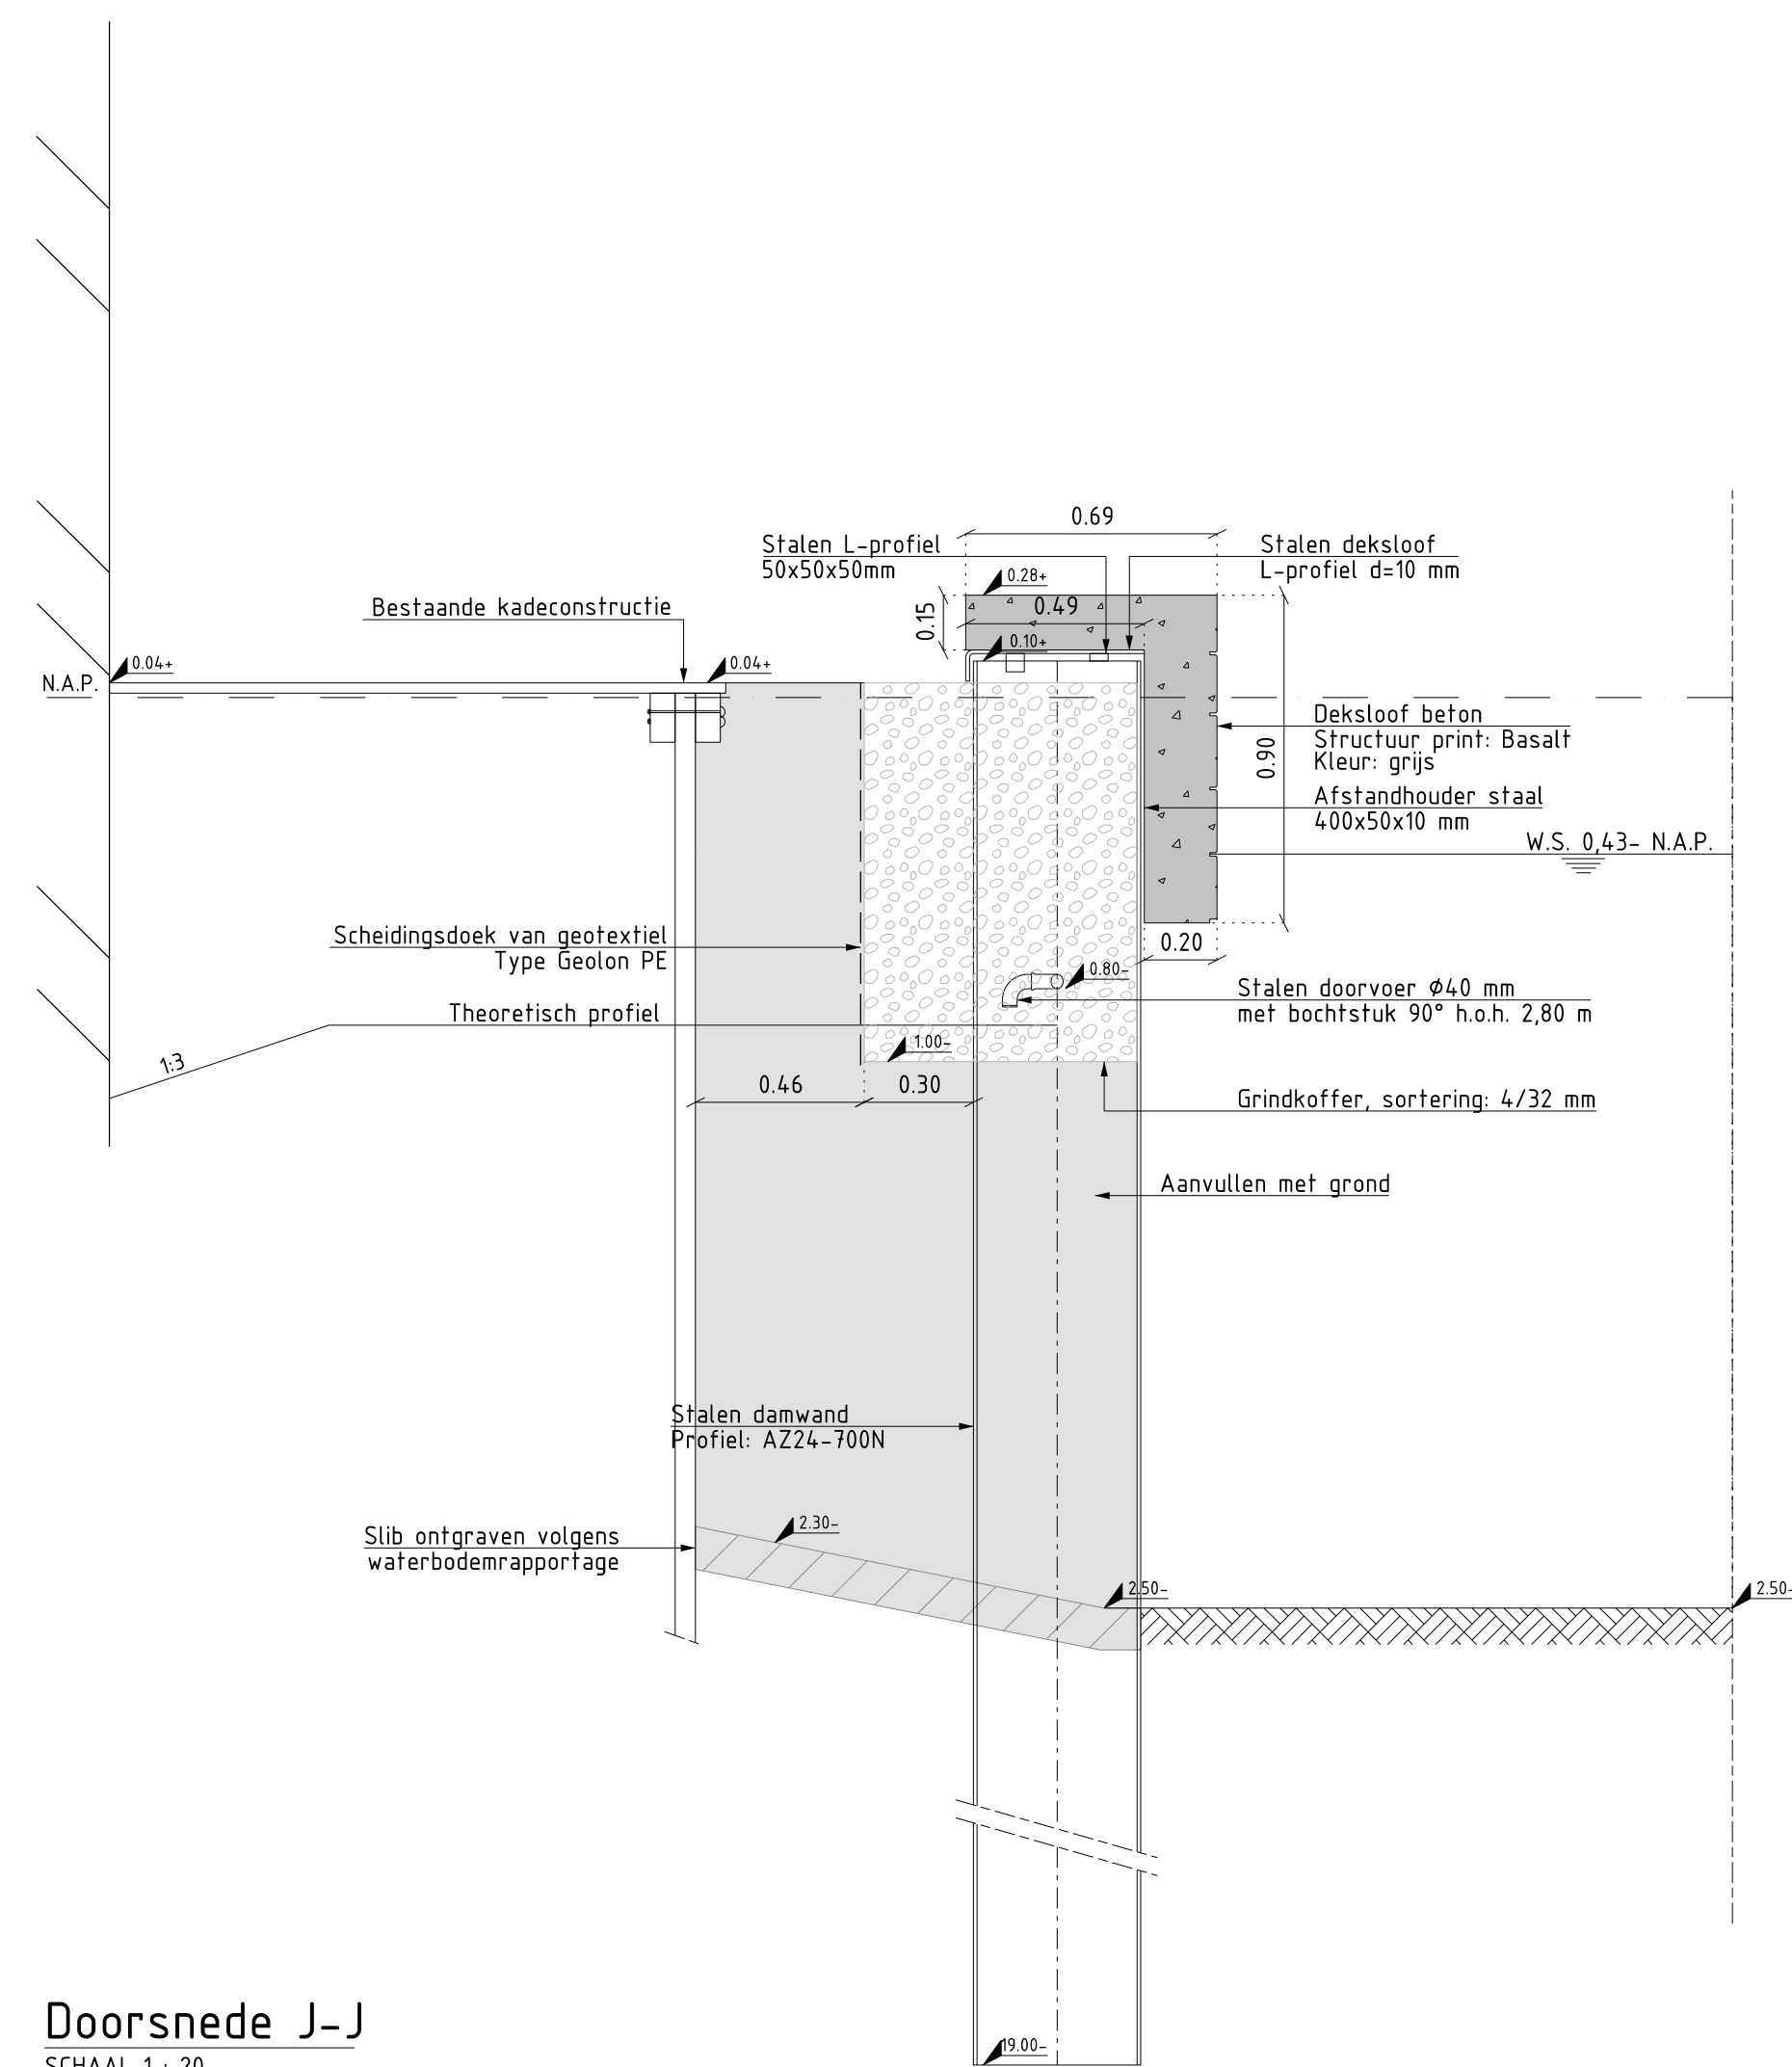 0.69
Stalen L-profiel
50x50x50mm
Stalen deksloof
L-profiel d=10 mm
0.28+
0.49
0.15
Bestaande kadeconstructie
0.10+
0.04+
0.04+
N.A.P.
Deksloof beton
Structuur print: Basalt
Kleur: grijs
0.90
Afstandhouder staal
400x50x10 mm
W.S. 0,43- N.A.P.
Scheidingsdoek van geotextiel
Type Geolon PE
0.20
0.80-
Stalen doorvoer Ø40 mm
met bochtstuk 90° h.o.h. 2,80 m
Theoretisch profiel
1.00-
1:3
0.46
0.30
Grindkoffer, sortering: 4/32 mm
Aanvullen met grond
Stalen damwand
Profiel: AZ24-700N
2.30-
Slib ontgraven volgens
waterbodemrapportage
2.50-
2.50-
Doorsnede J-J
19.00-
SCHAAL 1 : 20